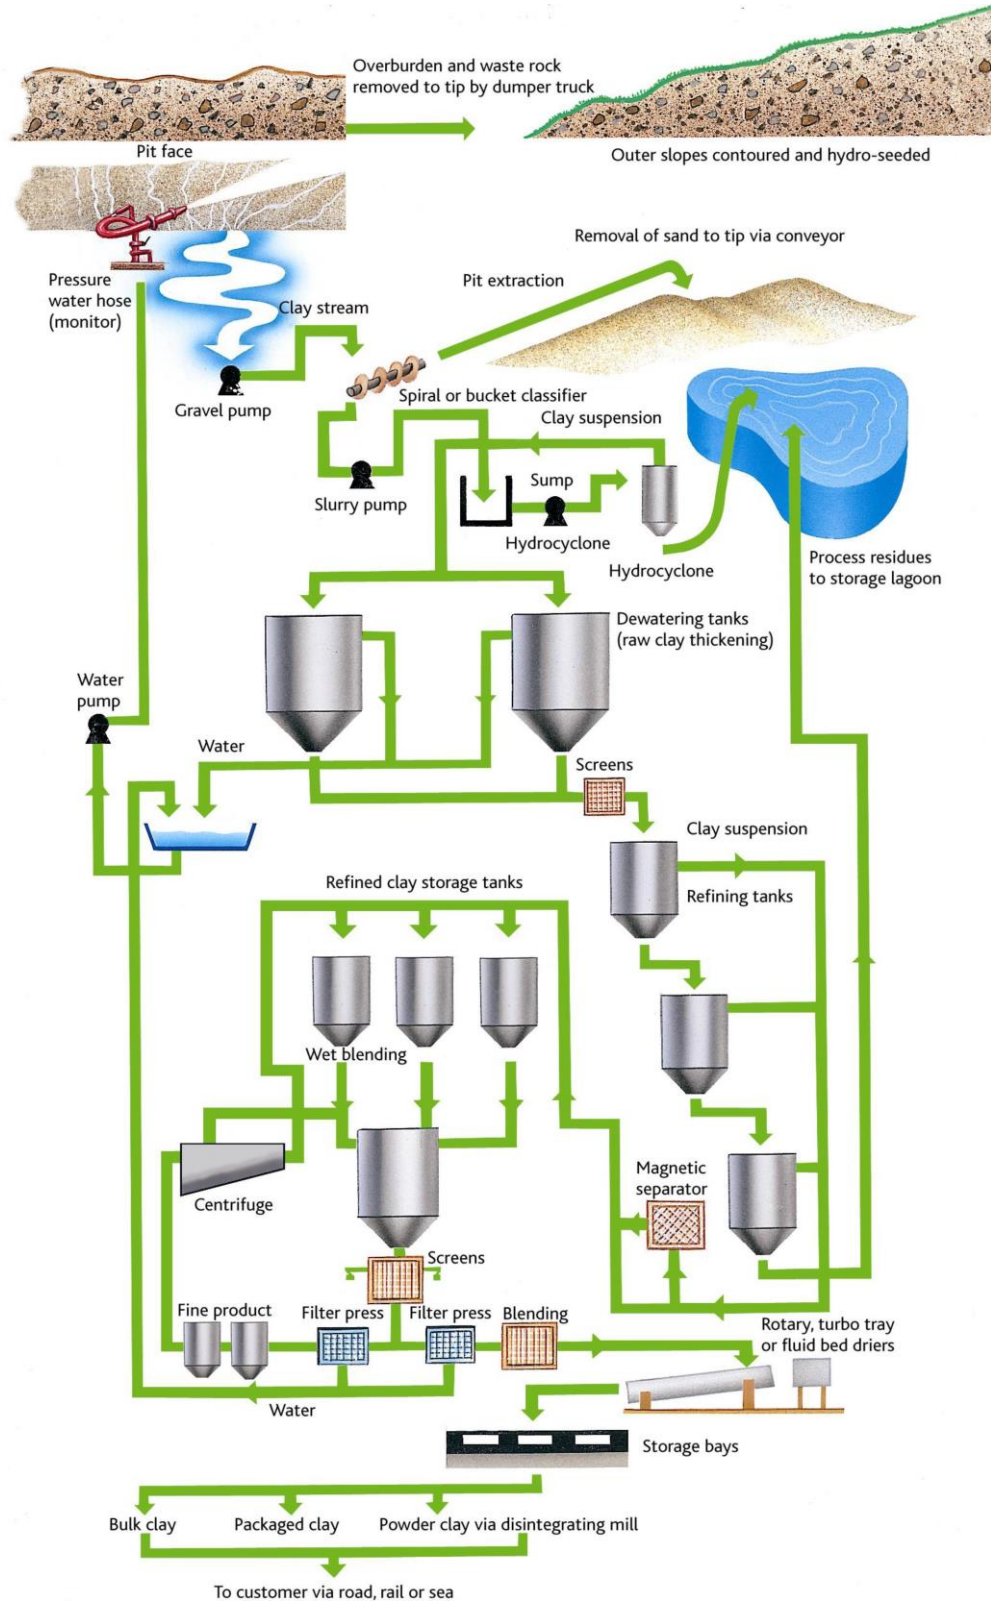 Overburden and waste rock
removed to tip by dumper truck
Pit face
Outer slopes contoured and hydro-seeded
Removal of sand to tip via conveyor
Pit extraction
Pressure
water hose
(monitor)
Clay stream
Gravel pump
Spiral or bucket classifier
Clay suspension
Slurry pump
Sump
Hydrocyclone
Hydrocyclone
Process residues
to storage lagoon
Dewatering tanks
(raw clay thickening)
Water
pump
Water
Screens
Clay suspension
Refining tanks
Refined clay storage tanks
Wet blending
Centrifuge
Magnetic
separator
Screens
Fine product
Filter press
Filter press
Blending
Rotary, turbo tray
or fluid bed driers
Water
Storage bays
Bulk clay
Packaged clay
Powder clay via disintegrating mill
To customer via road, rail or sea